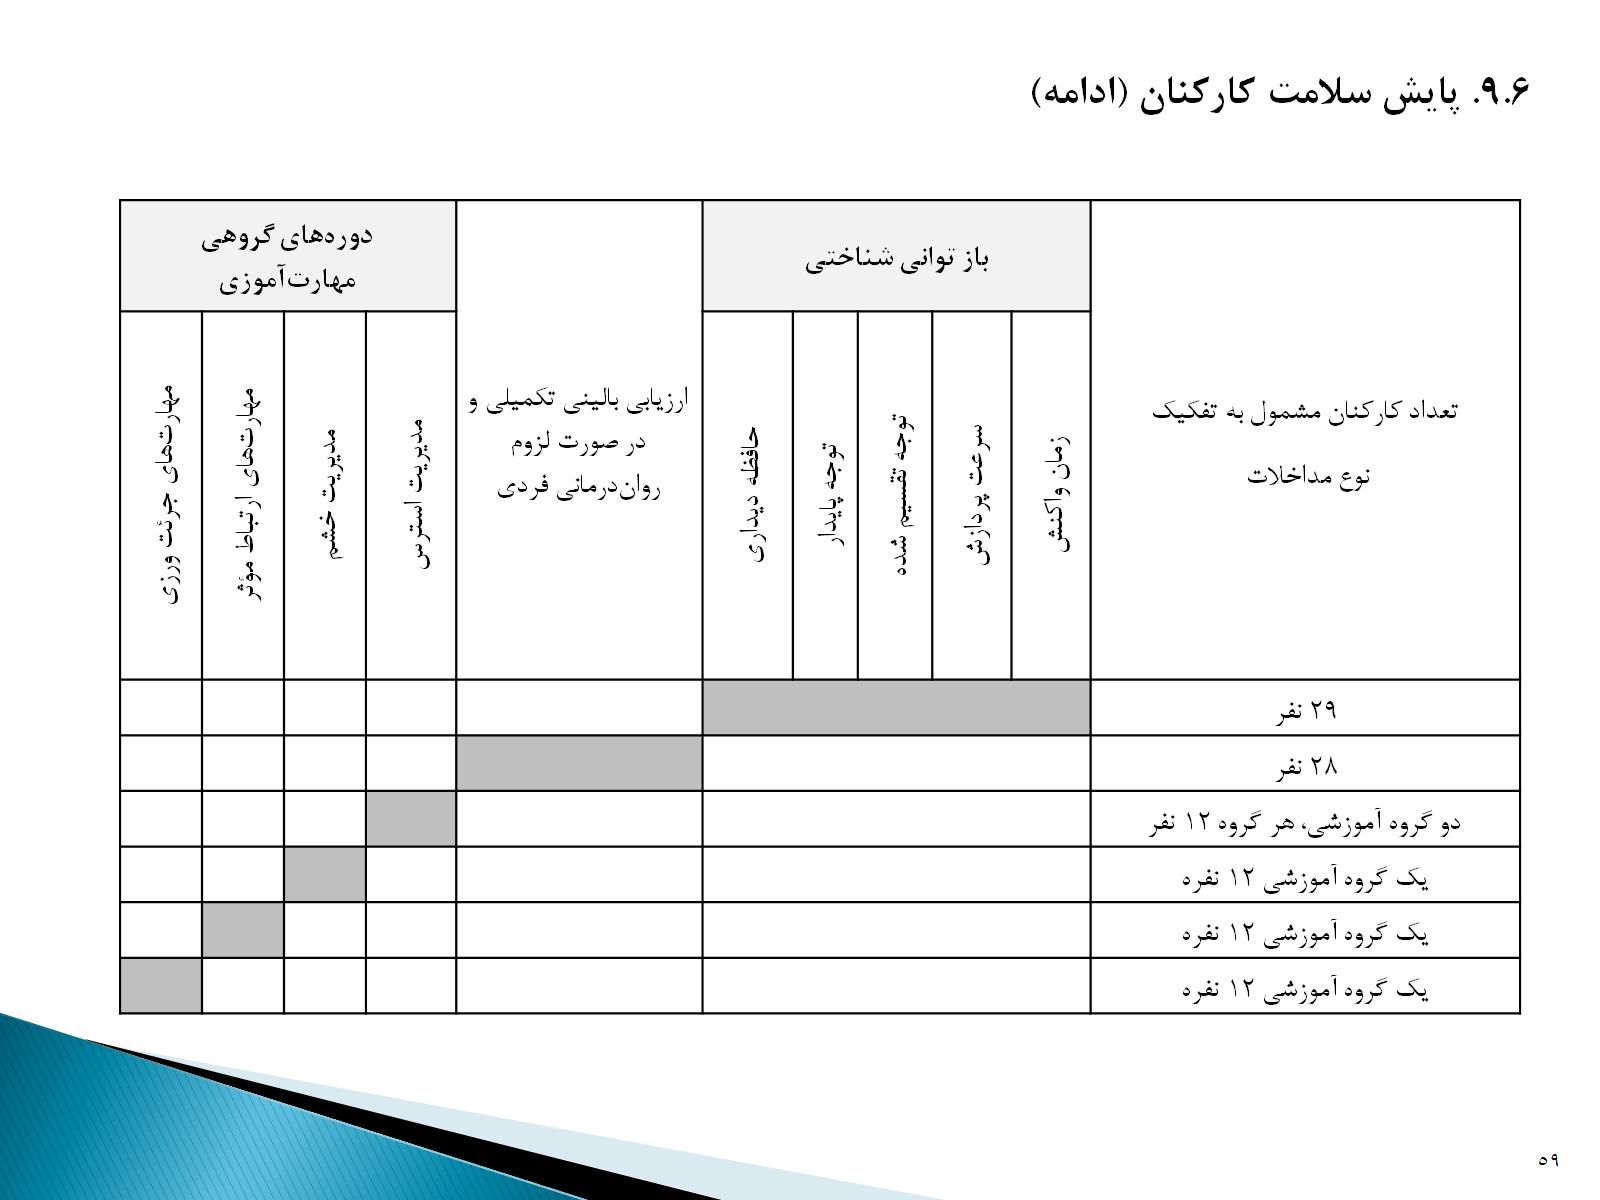 ۹.۶. پایش سلامت کارکنان (ادامه)
تعداد کارکنان مشمول به تفکیک
نوع مداخلات
باز توانی شناختی
زمان واکنش
سرعت پردازش
توجه تقسیم شده
توجه پایدار
حافظه دیداری
ارزیابی بالینی تکمیلی و
در صورت لزوم
روان‌درمانی فردی
دوره‌های گروهی
مهارت‌آموزی
مدیریت استرس
مدیریت خشم
مهارت‌های ارتباط مؤثر
مهارت‌های جرئت ورزی
۲۹ نفر
۲۸ نفر
دو گروه آموزشی، هر گروه ۱۲ نفر
یک گروه آموزشی ۱۲ نفره
یک گروه آموزشی ۱۲ نفره
یک گروه آموزشی ۱۲ نفره
۵۹